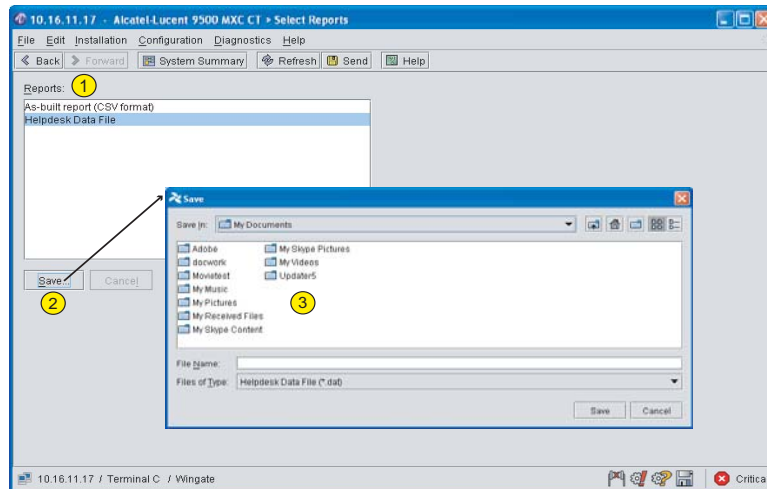 10.16.11.17 - Alcatel-Lucent 9500 MXC CT > Select Reports
File Edit Installation Configuration Diagnostics Help
Back Forward System Summary Refresh Send Help
Reports: 1
As-built report (CSV format)
Helpdesk Data File
Save... Cancel
2
Save
Save in: My Documents
Adobe My Skype Pictures
docwork My Videos
Movietest Updater5
My Music
My Pictures
My Received Files
My Skype Content
3
File Name:
Files of Type: Helpdesk Data File (*.dat)
Save Cancel
10.16.11.17 / Terminal C / Wingate Critica